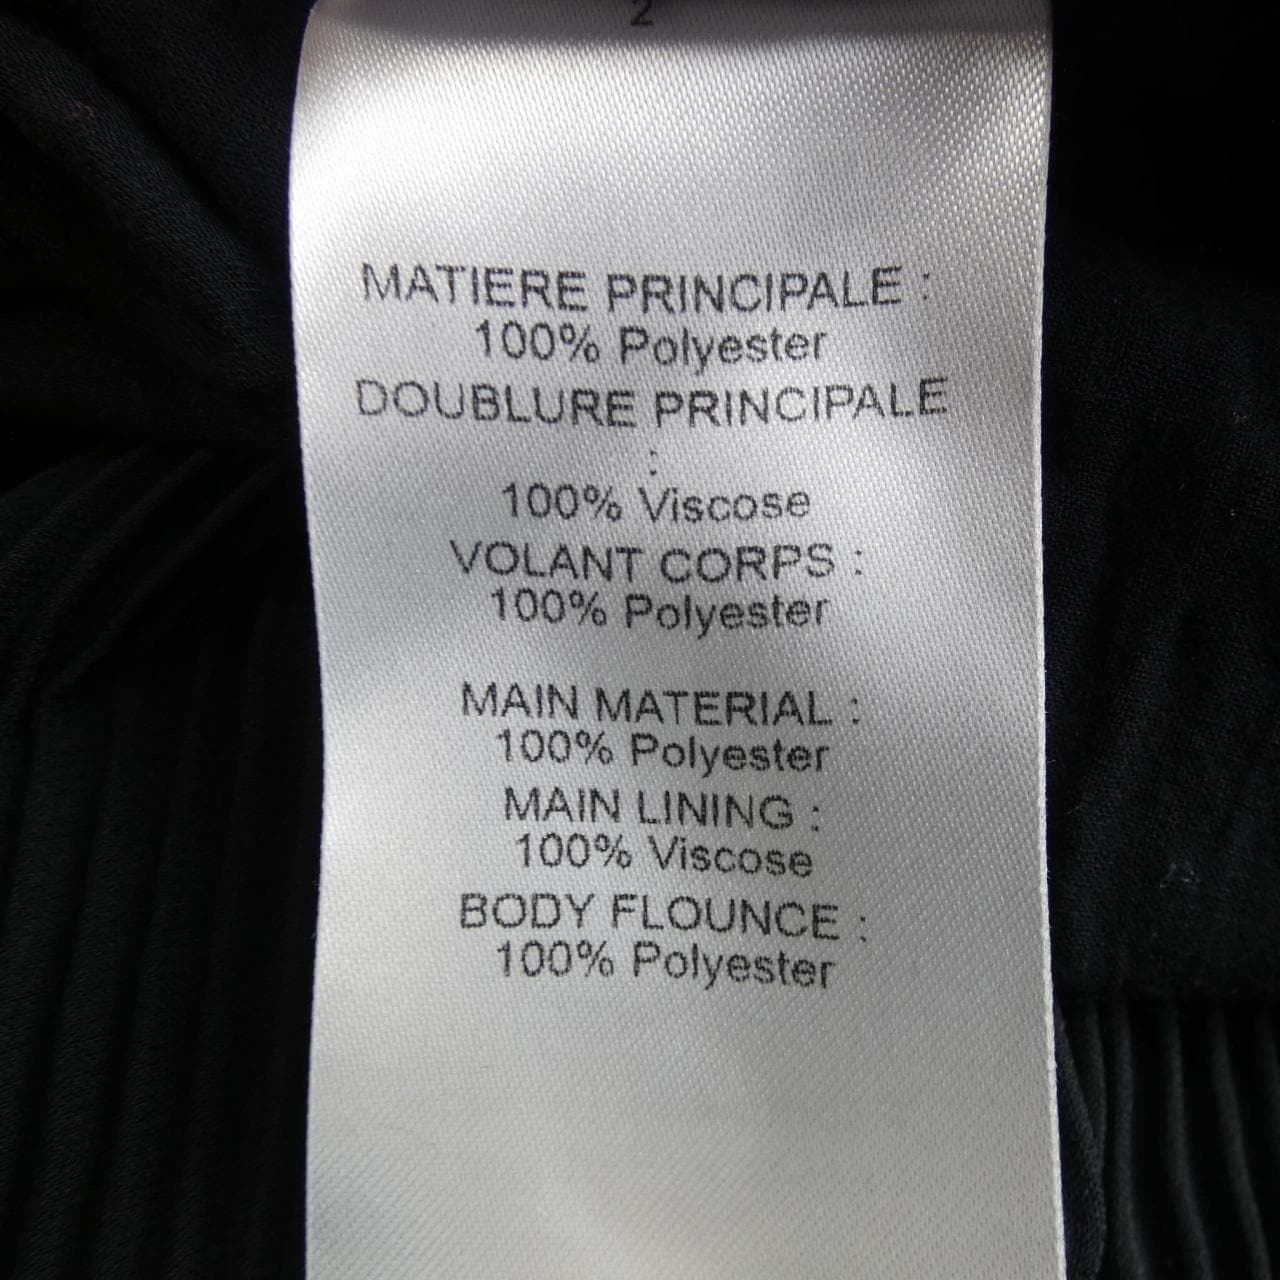 2
MATIERE PRINCIPALE :
100% Polyester
DOUBLURE PRINCIPALE
:
100% Viscose
VOLANT CORPS :
100% Polyester
MAIN MATERIAL :
100% Polyester
MAIN LINING :
100% Viscose
BODY FLOUNCE :
100% Polyester